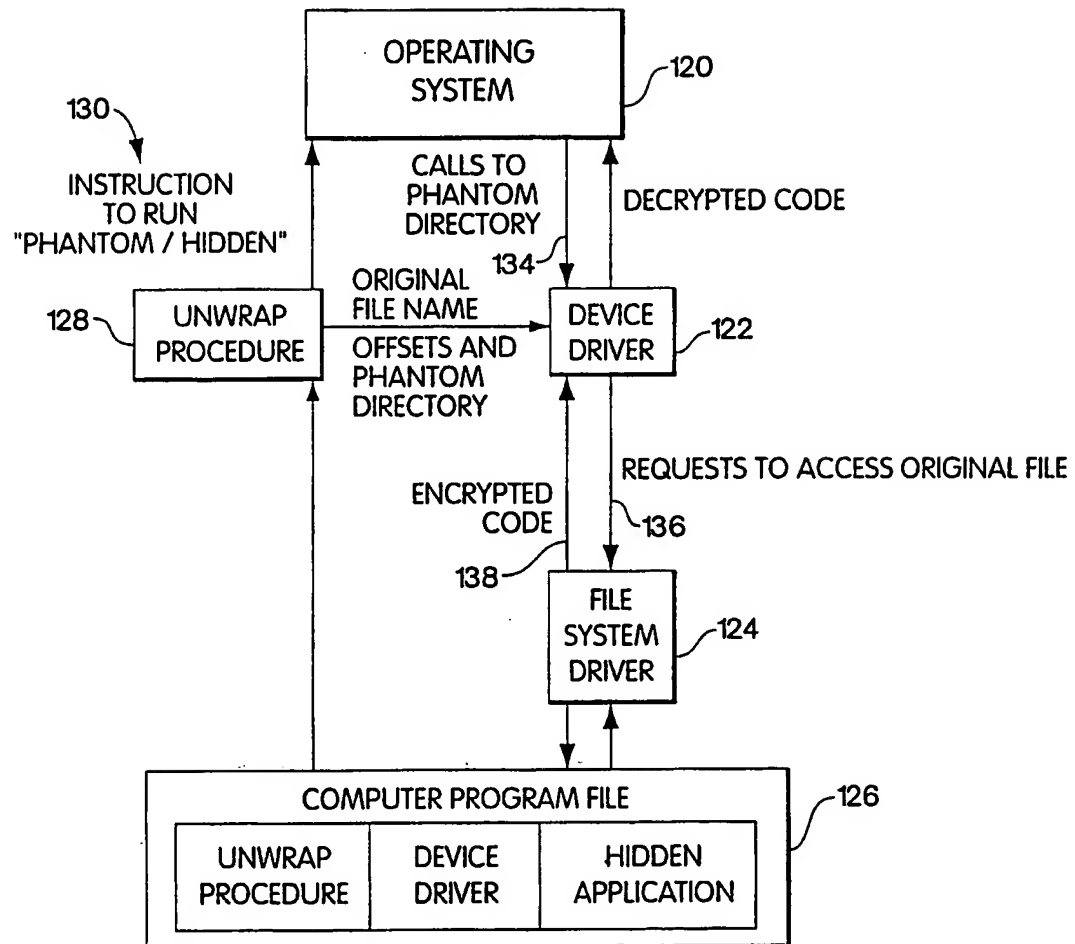 OPERATING
SYSTEM
120
130
INSTRUCTION
TO RUN
"PHANTOM / HIDDEN"
CALLS TO
PHANTOM
DIRECTORY
134
DECRYPTED CODE
128
UNWRAP
PROCEDURE
ORIGINAL
FILE NAME
OFFSETS AND
PHANTOM
DIRECTORY
DEVICE
DRIVER
122
ENCRYPTED
CODE
138
REQUESTS TO ACCESS ORIGINAL FILE
136
FILE
SYSTEM
DRIVER
124
COMPUTER PROGRAM FILE
126
UNWRAP
PROCEDURE
DEVICE
DRIVER
HIDDEN
APPLICATION